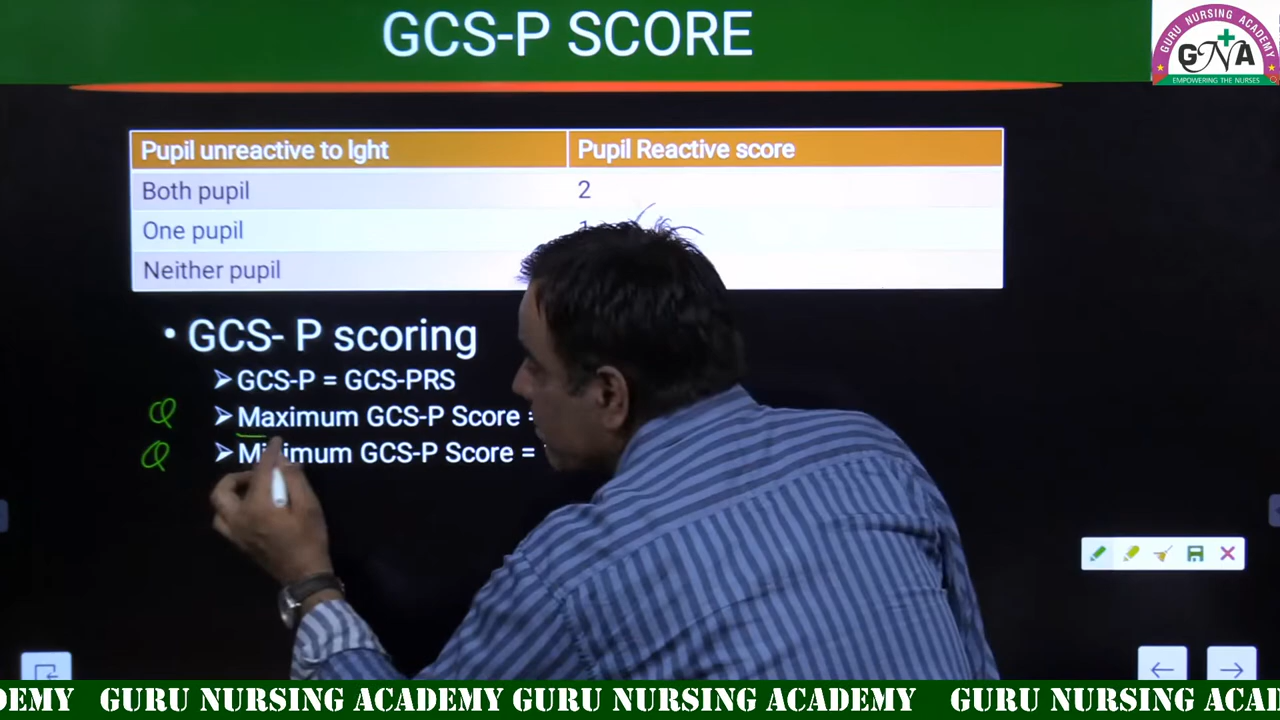 GCS-P SCORE
GURU NURSING ACADEMY
GNA
EMPOWERING THE NURSES
Pupil unreactive to lght Pupil Reactive score
Both pupil 2
One pupil
Neither pupil
• GCS- P scoring
➢GCS-P = GCS-PRS
Q ➢Maximum GCS-P Score =
Q ➢Minimum GCS-P Score =
DEMY GURU NURSING ACADEMY GURU NURSING ACADEMY GURU NURSING ACAD